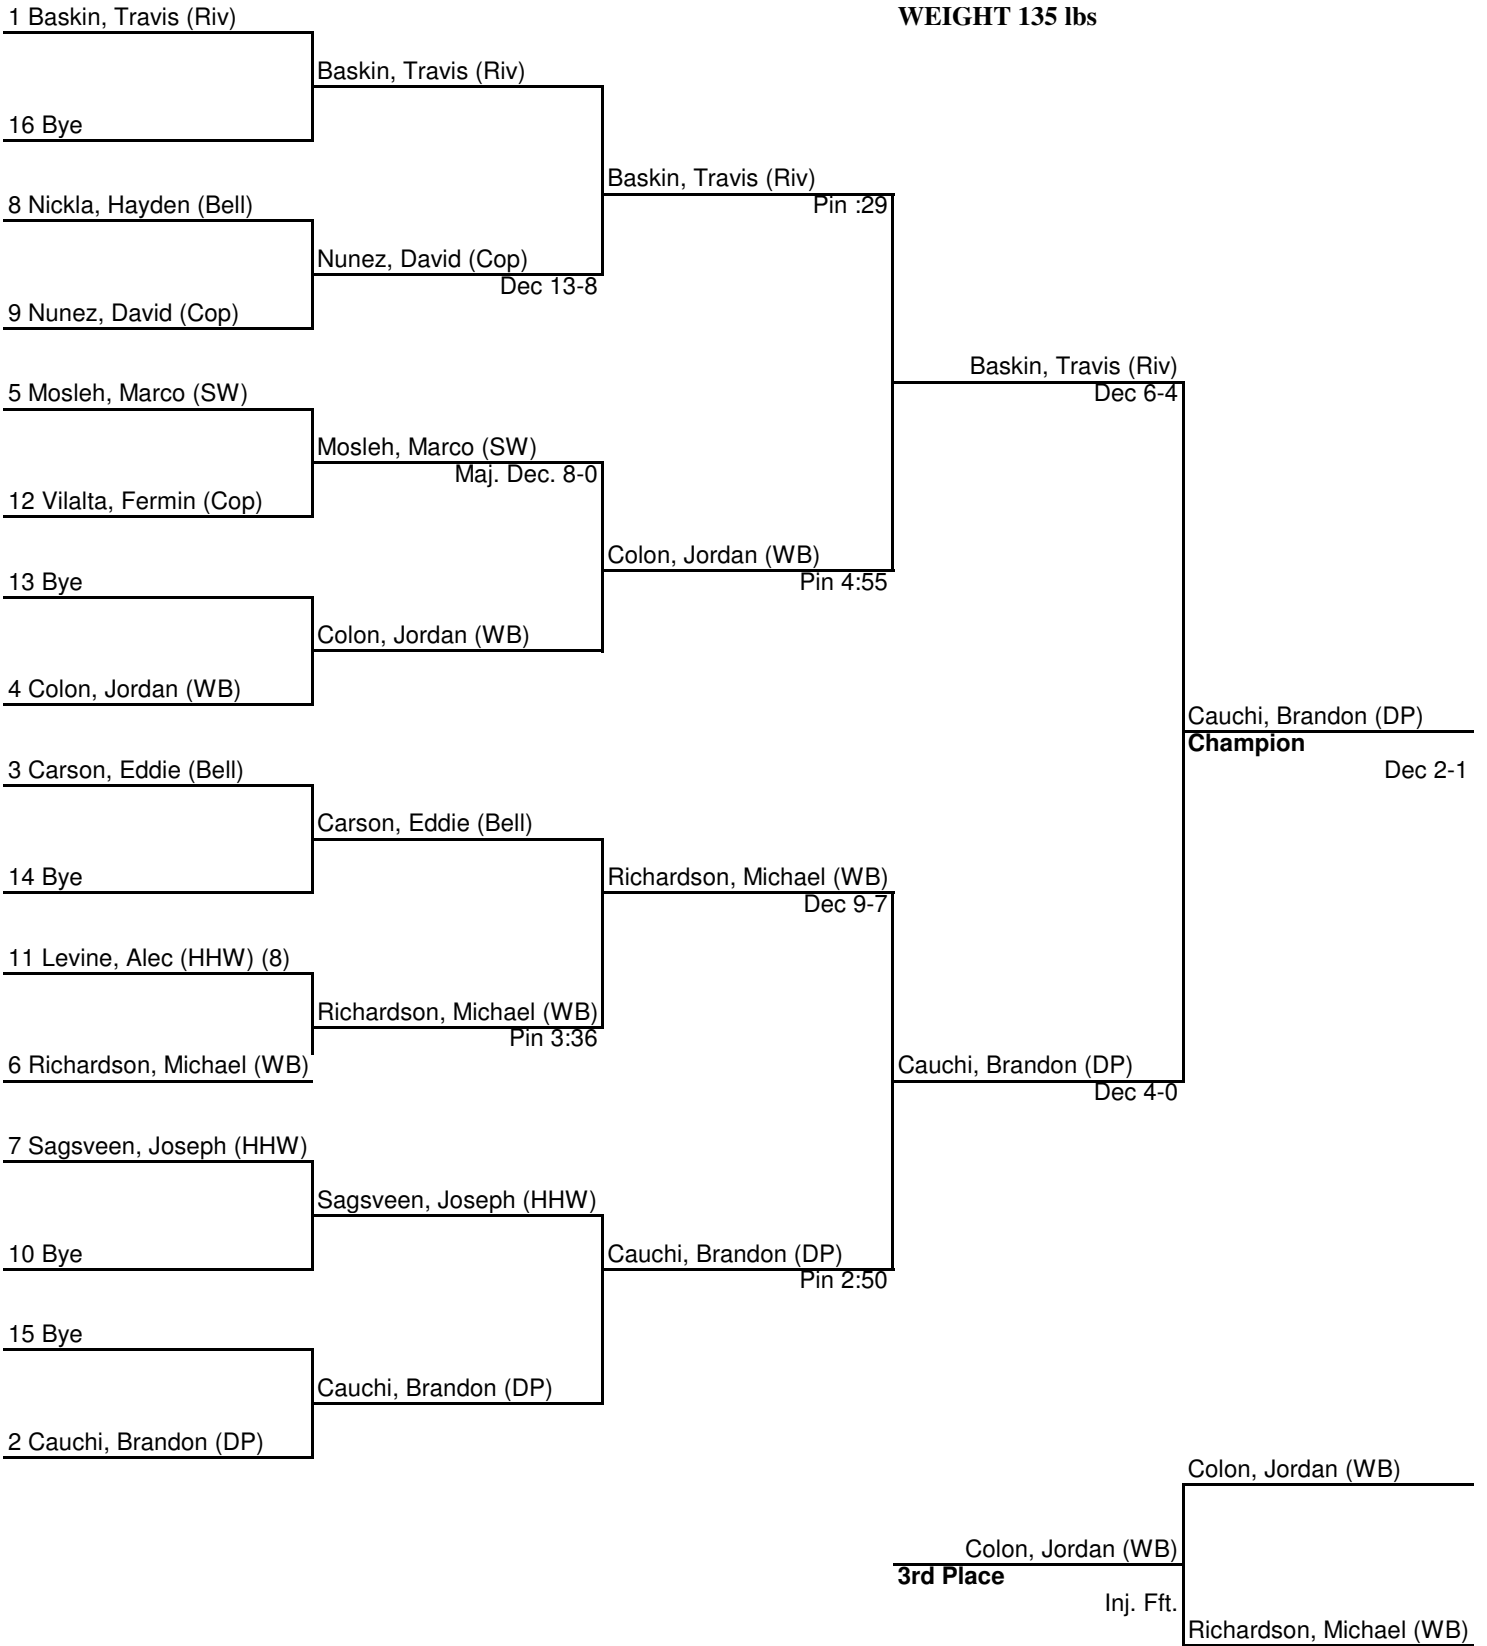 1 Baskin, Travis (Riv)
WEIGHT 135 lbs
Baskin, Travis (Riv)
16 Bye
Baskin, Travis (Riv)
Pin :29
8 Nickla, Hayden (Bell)
Nunez, David (Cop)
Dec 13-8
9 Nunez, David (Cop)
Baskin, Travis (Riv)
Dec 6-4
5 Mosleh, Marco (SW)
Mosleh, Marco (SW)
Maj. Dec. 8-0
12 Vilalta, Fermin (Cop)
Colon, Jordan (WB)
Pin 4:55
13 Bye
Colon, Jordan (WB)
4 Colon, Jordan (WB)
Cauchi, Brandon (DP)
Champion
Dec 2-1
3 Carson, Eddie (Bell)
Carson, Eddie (Bell)
14 Bye
Richardson, Michael (WB)
Dec 9-7
11 Levine, Alec (HHW) (8)
Richardson, Michael (WB)
Pin 3:36
6 Richardson, Michael (WB)
Cauchi, Brandon (DP)
Dec 4-0
7 Sagsveen, Joseph (HHW)
Sagsveen, Joseph (HHW)
10 Bye
Cauchi, Brandon (DP)
Pin 2:50
15 Bye
Cauchi, Brandon (DP)
2 Cauchi, Brandon (DP)
Colon, Jordan (WB)
Colon, Jordan (WB)
3rd Place
Inj. Fft.
Richardson, Michael (WB)